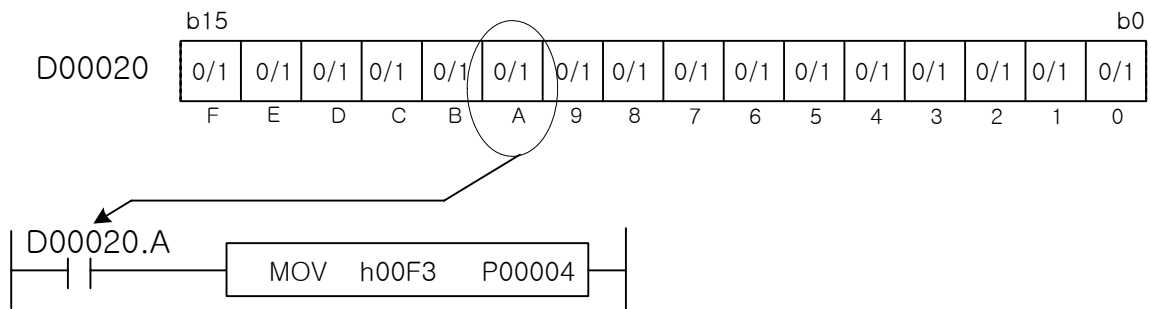 b15 b0
D00020 0/1 0/1 0/1 0/1 0/1 0/1 0/1 0/1 0/1 0/1 0/1 0/1 0/1 0/1 0/1 0/1
F E D C B A 9 8 7 6 5 4 3 2 1 0
D00020.A
MOV h00F3 P00004